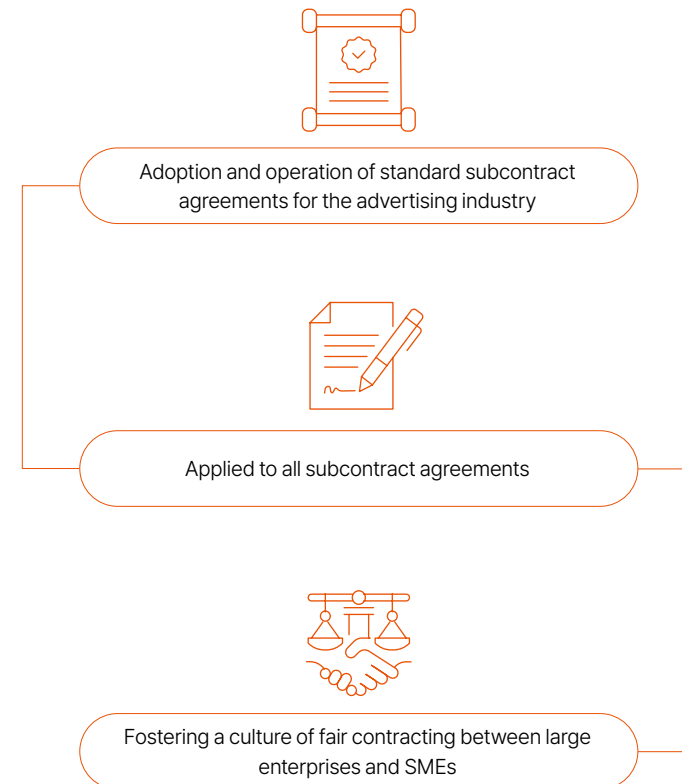 Adoption and operation of standard subcontract
agreements for the advertising industry
Applied to all subcontract agreements
Fostering a culture of fair contracting between large
enterprises and SMEs